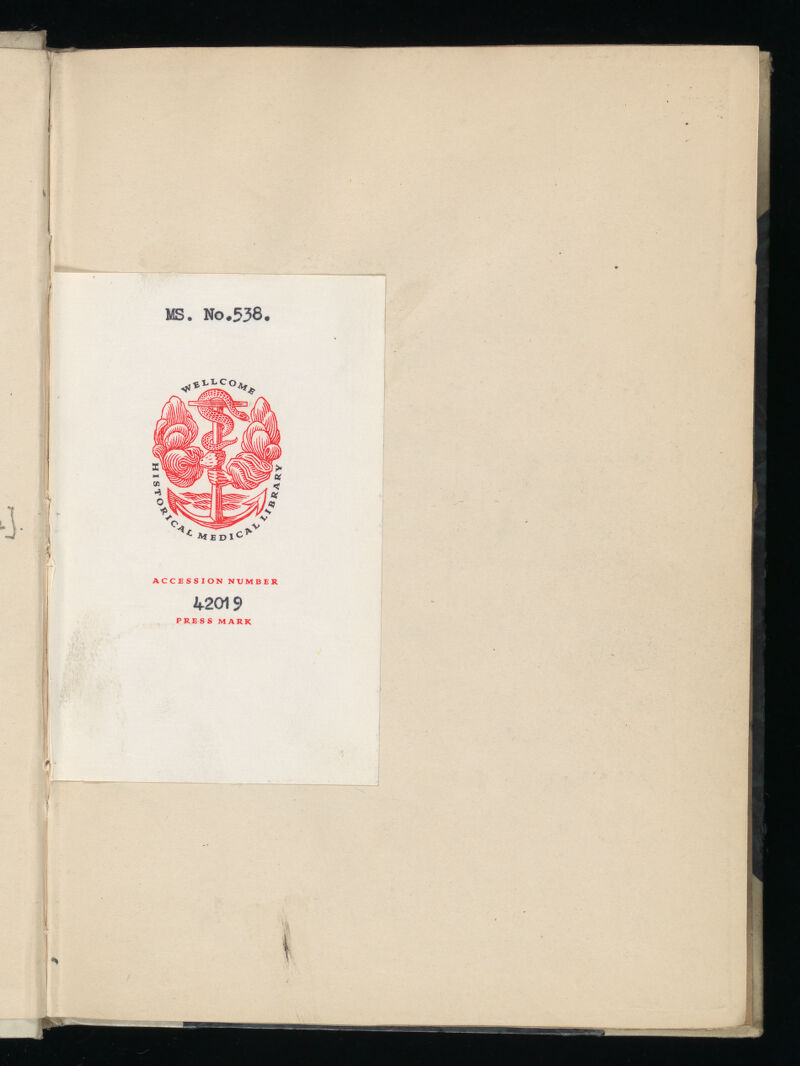 MS. No.538.
WELLCOME
HISTORICAL MEDICAL LIBRARY
ACCESSION NUMBER
42019
PRESS MARK